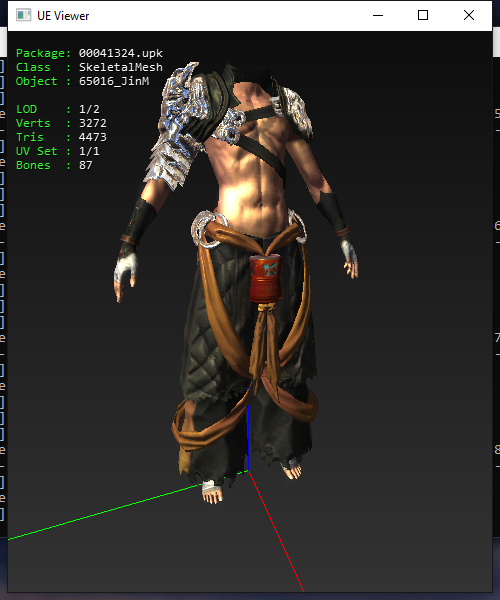 UE Viewer
Package: 00041324.upk
Class : SkeletalMesh
Object : 65016_JinM
LOD : 1/2
Verts : 3272
Tris : 4473
UV Set : 1/1
Bones : 87